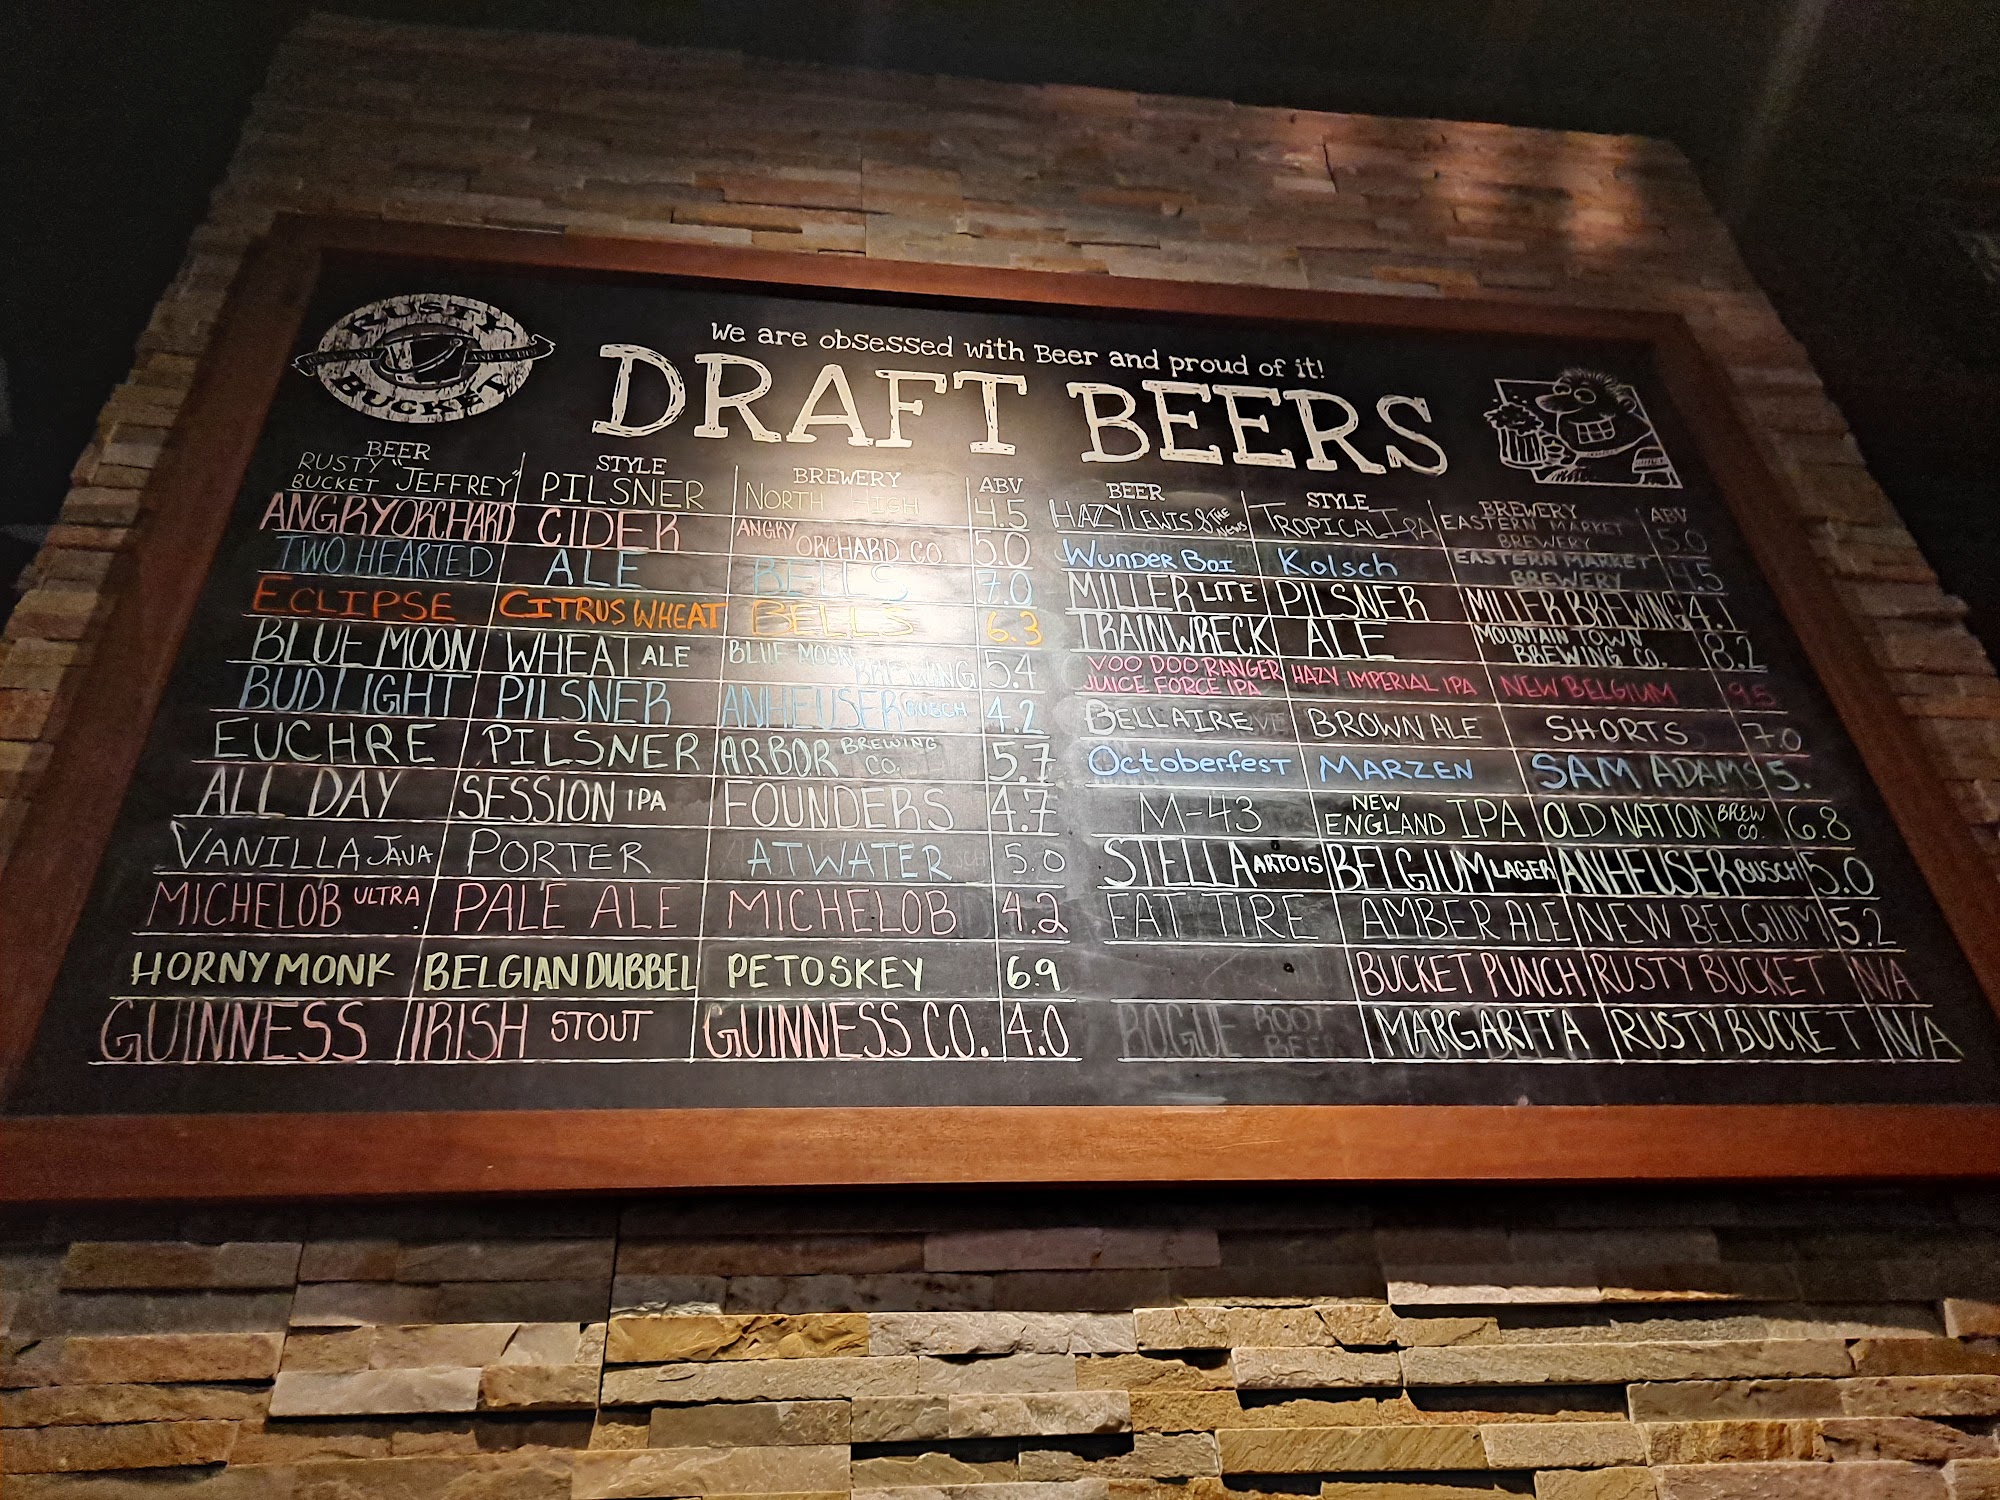 RUSTY BUCKET
RESTAURANT AND TAVERN
We are obsessed with Beer and proud of it!
DRAFT BEERS
BEER STYLE BREWERY ABV
RUSTY BUCKET "JEFFREY" PILSNER NORTH HIGH 4.5
ANGRY ORCHARD CIDER ANGRY ORCHARD CO. 5.0
TWO HEARTED ALE BELLS 7.0
ECLIPSE CITRUS WHEAT BELLS 6.3
BLUE MOON WHEAT ALE BLUE MOON BREWING 5.4
BUD LIGHT PILSNER ANHEUSER BUSCH 4.2
EUCHRE PILSNER ARBOR BREWING CO. 5.7
ALL DAY SESSION IPA FOUNDERS 4.7
VANILLA JAVA PORTER ATWATER 5.0
MICHELOB ULTRA PALE ALE MICHELOB 4.2
HORNY MONK BELGIAN DUBBEL PETOSKEY 6.9
GUINNESS IRISH STOUT GUINNESS CO. 4.0
BEER STYLE BREWERY ABV
HAZY LEWIS & THE NEWS TROPICAL IPA EASTERN MARKET BREWERY 5.0
Wunder Boi Kolsch EASTERN MARKET BREWERY 4.5
MILLER LITE PILSNER MILLER BREWING 4.1
TRAINWRECK ALE MOUNTAIN TOWN BREWING CO. 8.2
VOO DOO RANGER JUICE FORCE IPA HAZY IMPERIAL IPA NEW BELGIUM 9.5
BELLAIRE BROWN ALE SHORTS 7.0
Octoberfest MARZEN SAM ADAMS 5.
M-43 NEW ENGLAND IPA OLD NATION BREW CO. 6.8
STELLA ARTOIS BELGIUM LAGER ANHEUSER BUSCH 5.0
FAT TIRE AMBER ALE NEW BELGIUM 5.2
BUCKET PUNCH RUSTY BUCKET N/A
ROGUE ROOT BEER MARGARITA RUSTY BUCKET N/A